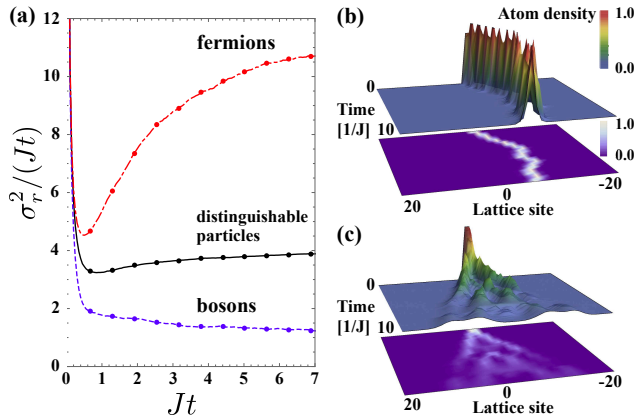 (a)
σ_r^2/(Jt)
12
10
8
6
4
2
0
0 1 2 3 4 5 6 7
Jt
fermions
distinguishable
particles
bosons
(b)
Atom density
1.0
0.0
0
Time
[1/J]
10
1.0
0.0
20
0
-20
Lattice site
(c)
0
Time
[1/J]
10
20
0
-20
Lattice site